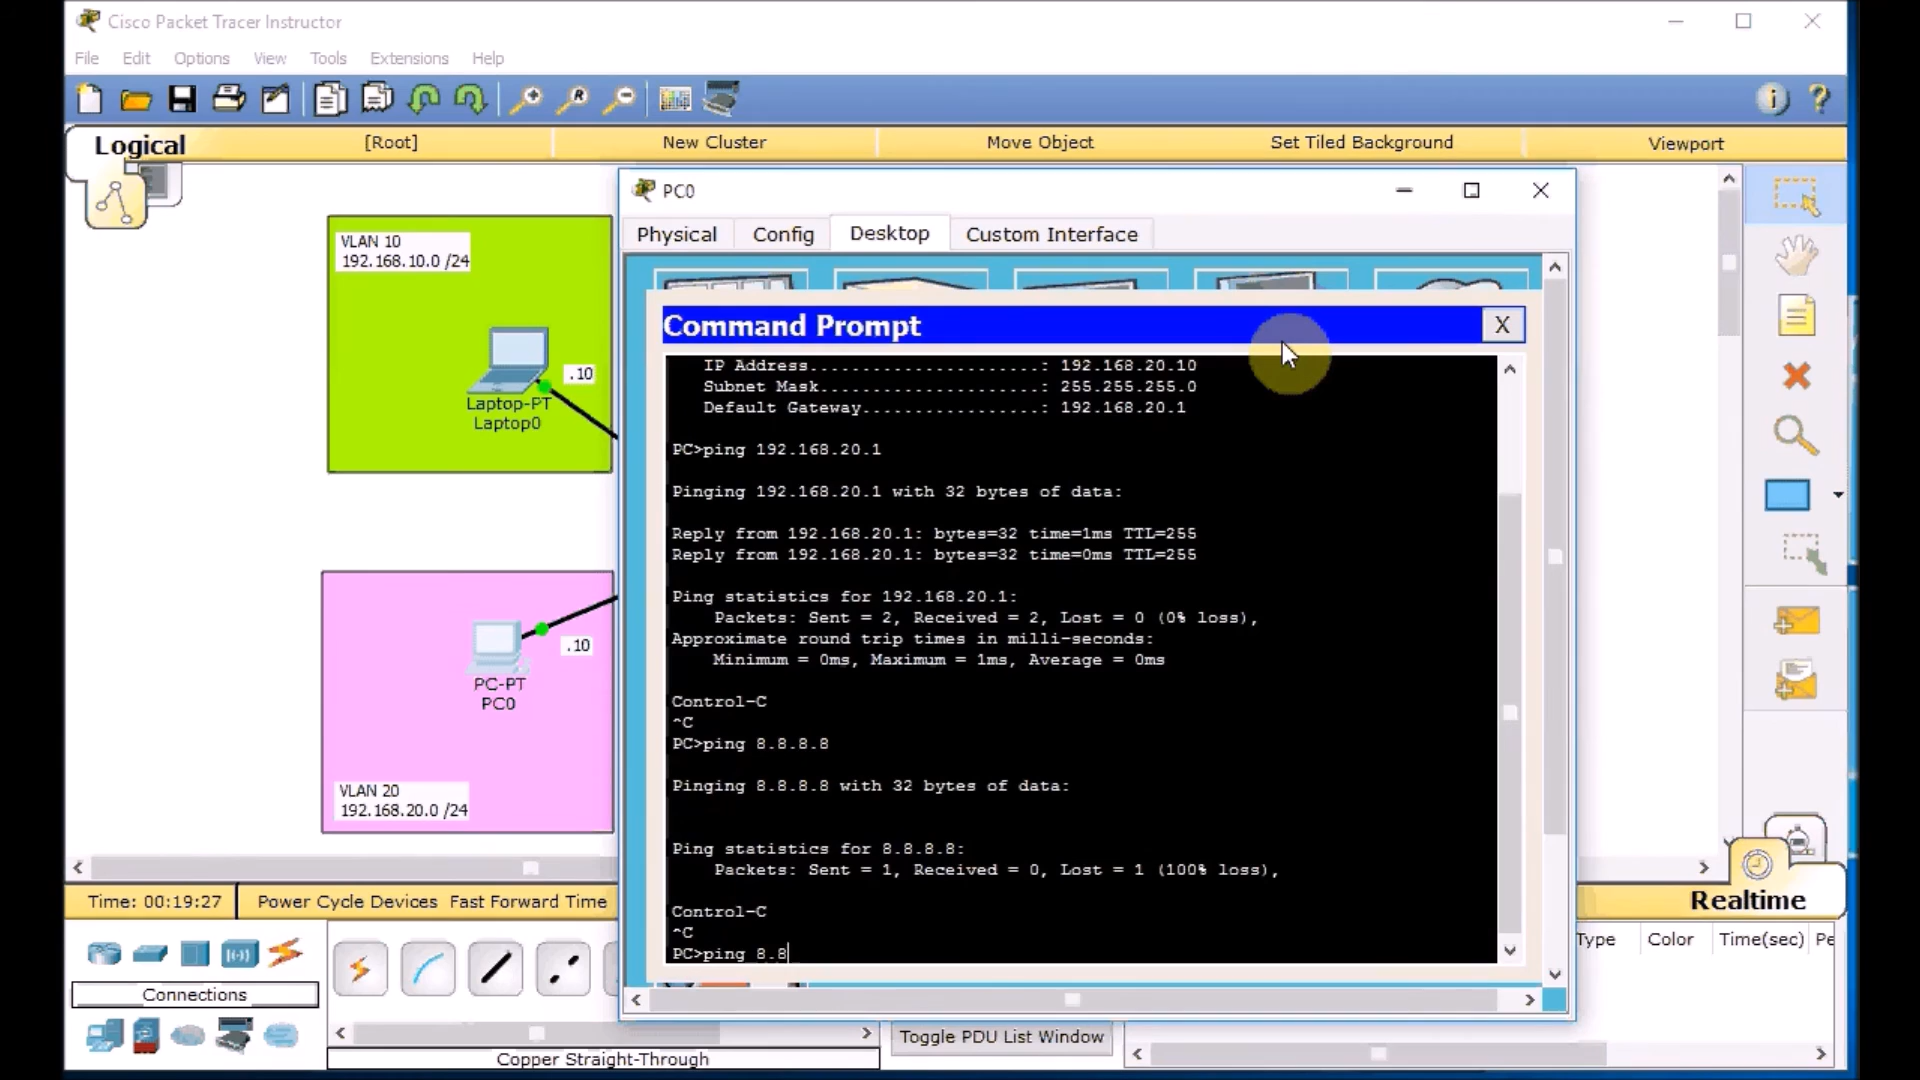 Cisco Packet Tracer Instructor
File Edit Options View Tools Extensions Help
Logical [Root] New Cluster Move Object Set Tiled Background Viewport
VLAN 10
192.168.10.0 /24
.10
Laptop-PT
Laptop0
.10
PC-PT
PC0
VLAN 20
192.168.20.0 /24
PC0
Physical Config Desktop Custom Interface
Command Prompt X
IP Address......................: 192.168.20.10
Subnet Mask.....................: 255.255.255.0
Default Gateway.................: 192.168.20.1
PC>ping 192.168.20.1
Pinging 192.168.20.1 with 32 bytes of data:
Reply from 192.168.20.1: bytes=32 time=1ms TTL=255
Reply from 192.168.20.1: bytes=32 time=0ms TTL=255
Ping statistics for 192.168.20.1:
Packets: Sent = 2, Received = 2, Lost = 0 (0% loss),
Approximate round trip times in milli-seconds:
Minimum = 0ms, Maximum = 1ms, Average = 0ms
Control-C
^C
PC>ping 8.8.8.8
Pinging 8.8.8.8 with 32 bytes of data:
Ping statistics for 8.8.8.8:
Packets: Sent = 1, Received = 0, Lost = 1 (100% loss),
Control-C
^C
PC>ping 8.8
Time: 00:19:27 Power Cycle Devices Fast Forward Time
Realtime
Type Color Time(sec) Pe
Connections
Toggle PDU List Window
Copper Straight-Through